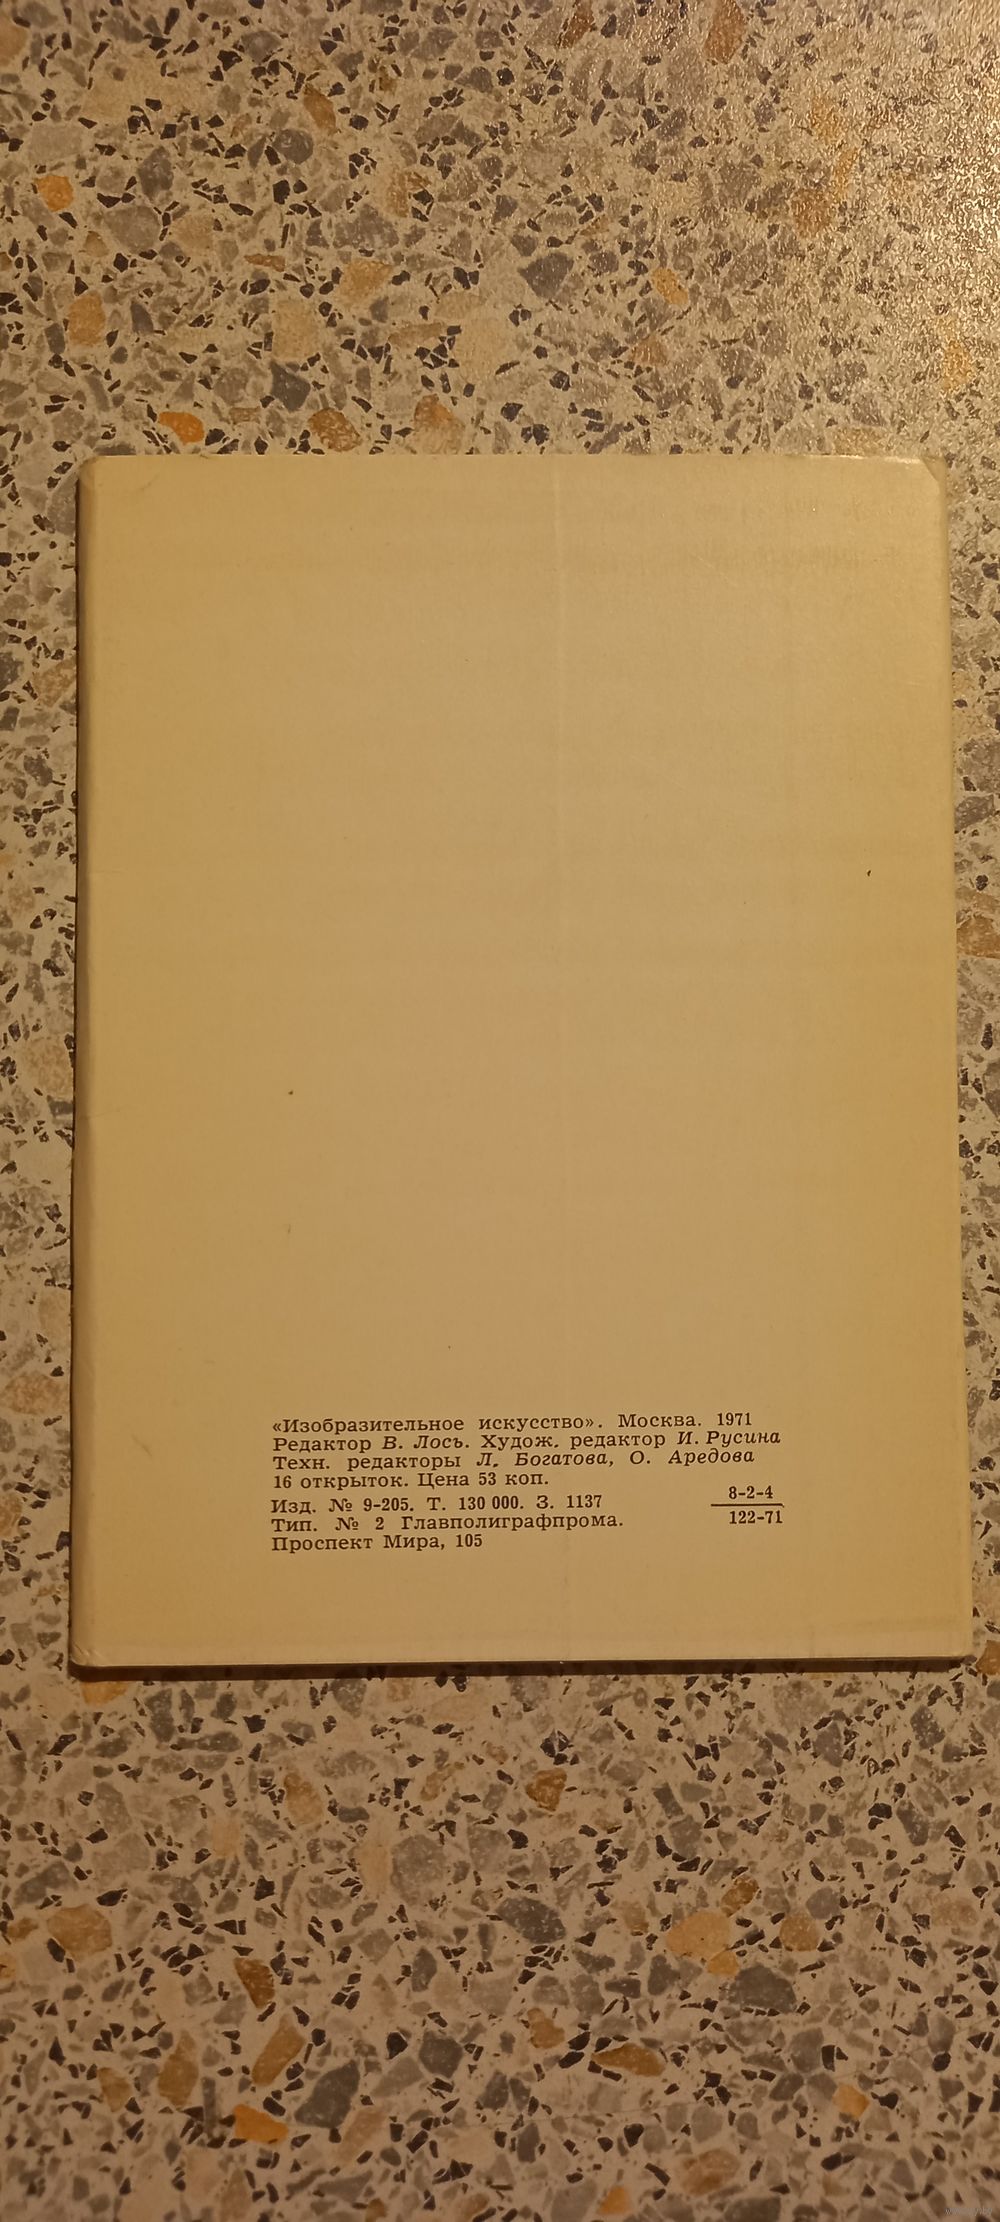 «Изобразительное искусство». Москва. 1971
Редактор В. Лось. Худож. редактор И. Русина
Техн. редакторы Л. Богатова, О. Аредова
16 открыток. Цена 53 коп.
Изд. № 9-205. Т. 130 000. З. 1137
8-2-4
122-71
Тип. № 2 Главполиграфпрома.
Проспект Мира, 105